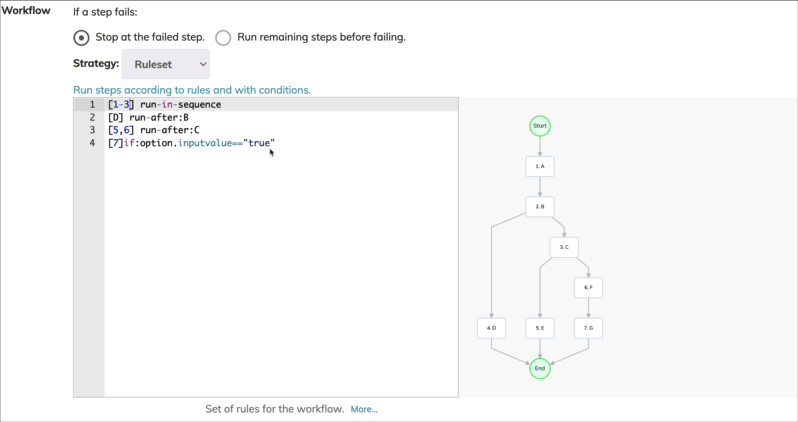 Workflow
If a step fails:
Stop at the failed step. Run remaining steps before failing.
Strategy: Ruleset
Run steps according to rules and with conditions.
1 [1-3] run-in-sequence
2 [D] run-after:B
3 [5,6] run-after:C
4 [7]if:option.inputvalue=="true"
Start
1. A
2. B
3. C
6. F
4. D 5. E 7. G
End
Set of rules for the workflow. More...